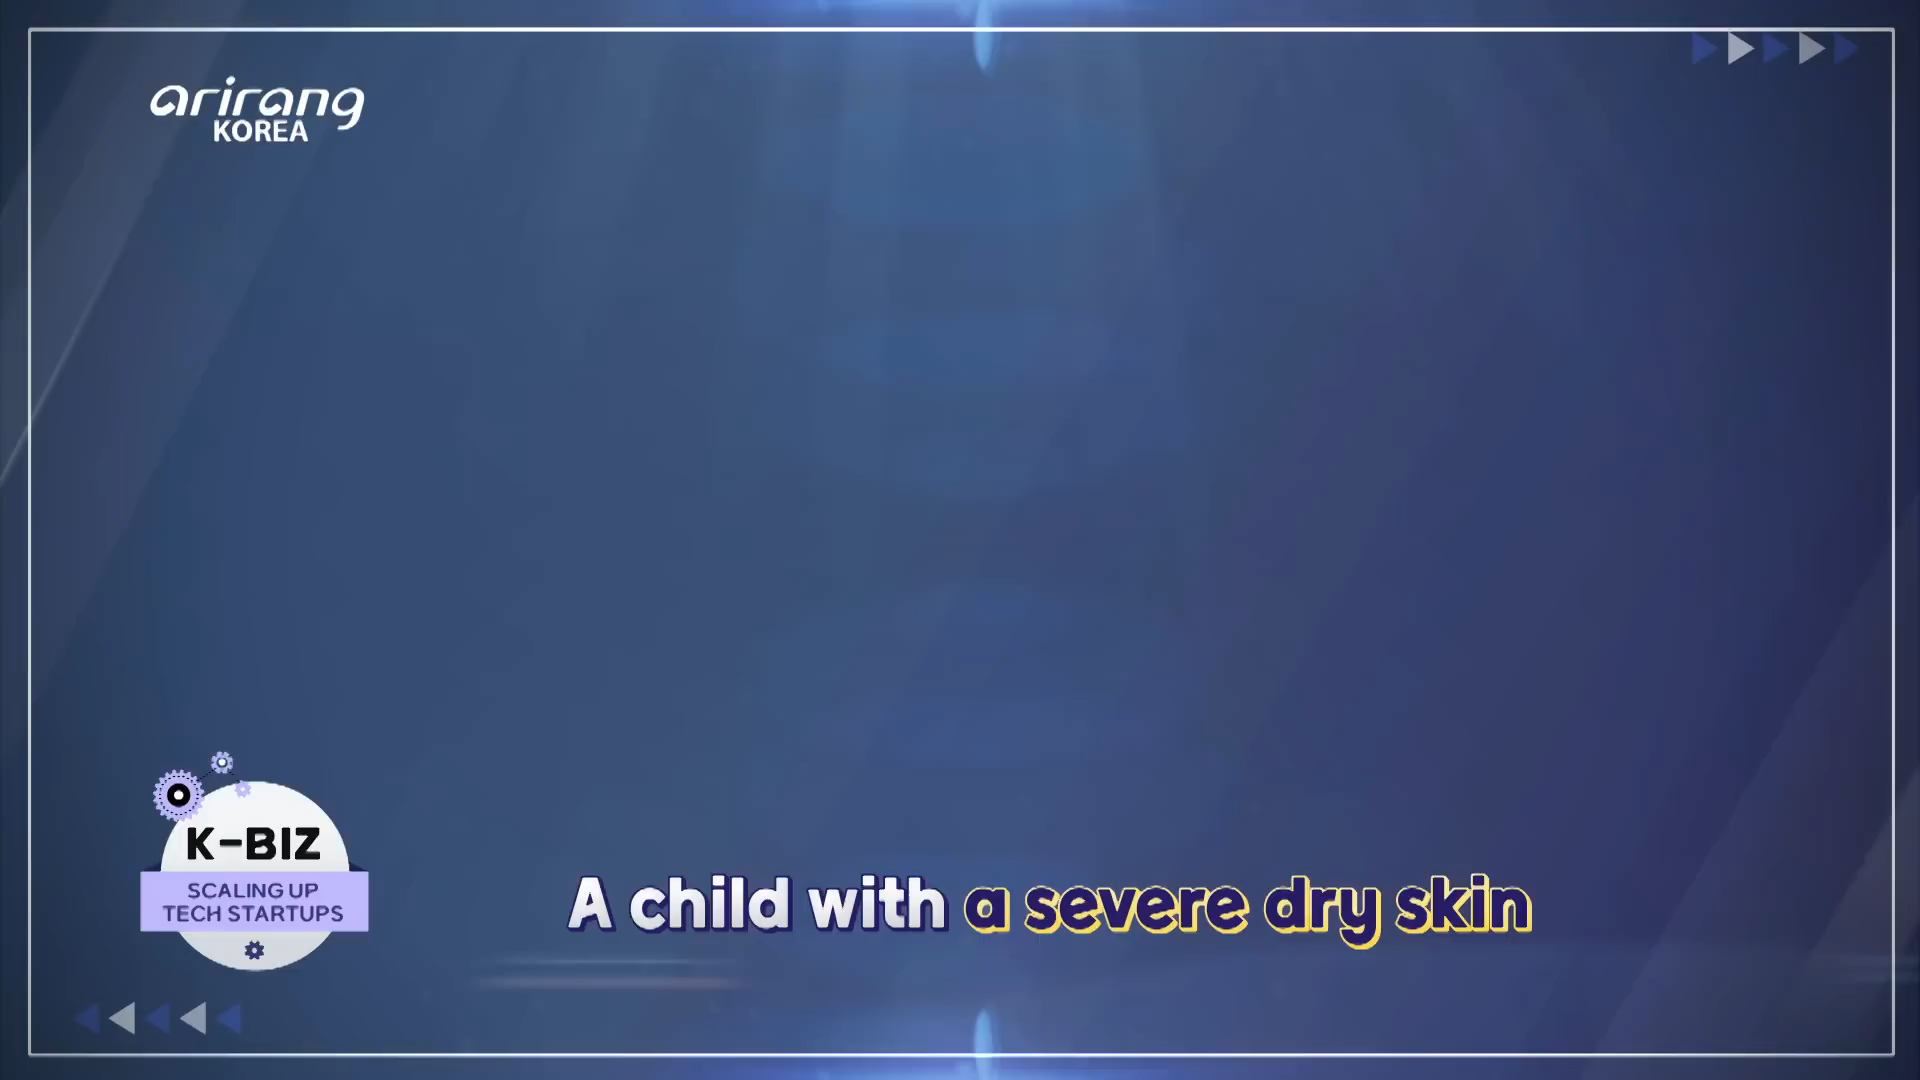 arirang
KOREA
K-BIZ
SCALING UP
TECH STARTUPS
A child with a severe dry skin